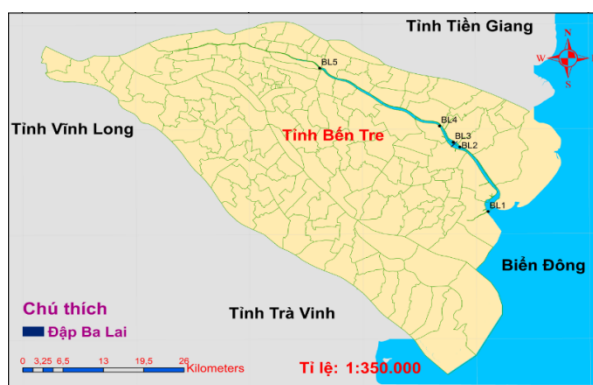 Tỉnh Tiền Giang
N
W
S
BL5
Tỉnh Vĩnh Long
BL4
Tỉnh Bến Tre
BL3
BL2
BL1
Biển Đông
Chú thích
Tỉnh Trà Vinh
Đập Ba Lai
0 3,25 6,5 13 19,5 26
Kilometers
Tỉ lệ: 1:350.000